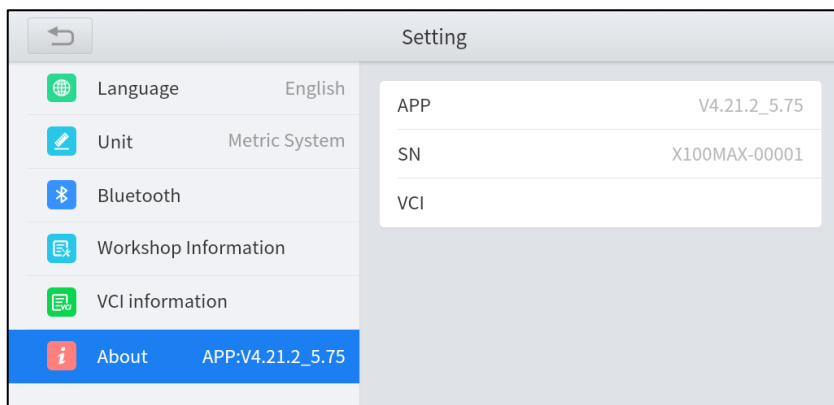 Setting
Language English
Unit Metric System
Bluetooth
Workshop Information
VCI information
About APP:V4.21.2_5.75
APP V4.21.2_5.75
SN X100MAX-00001
VCI